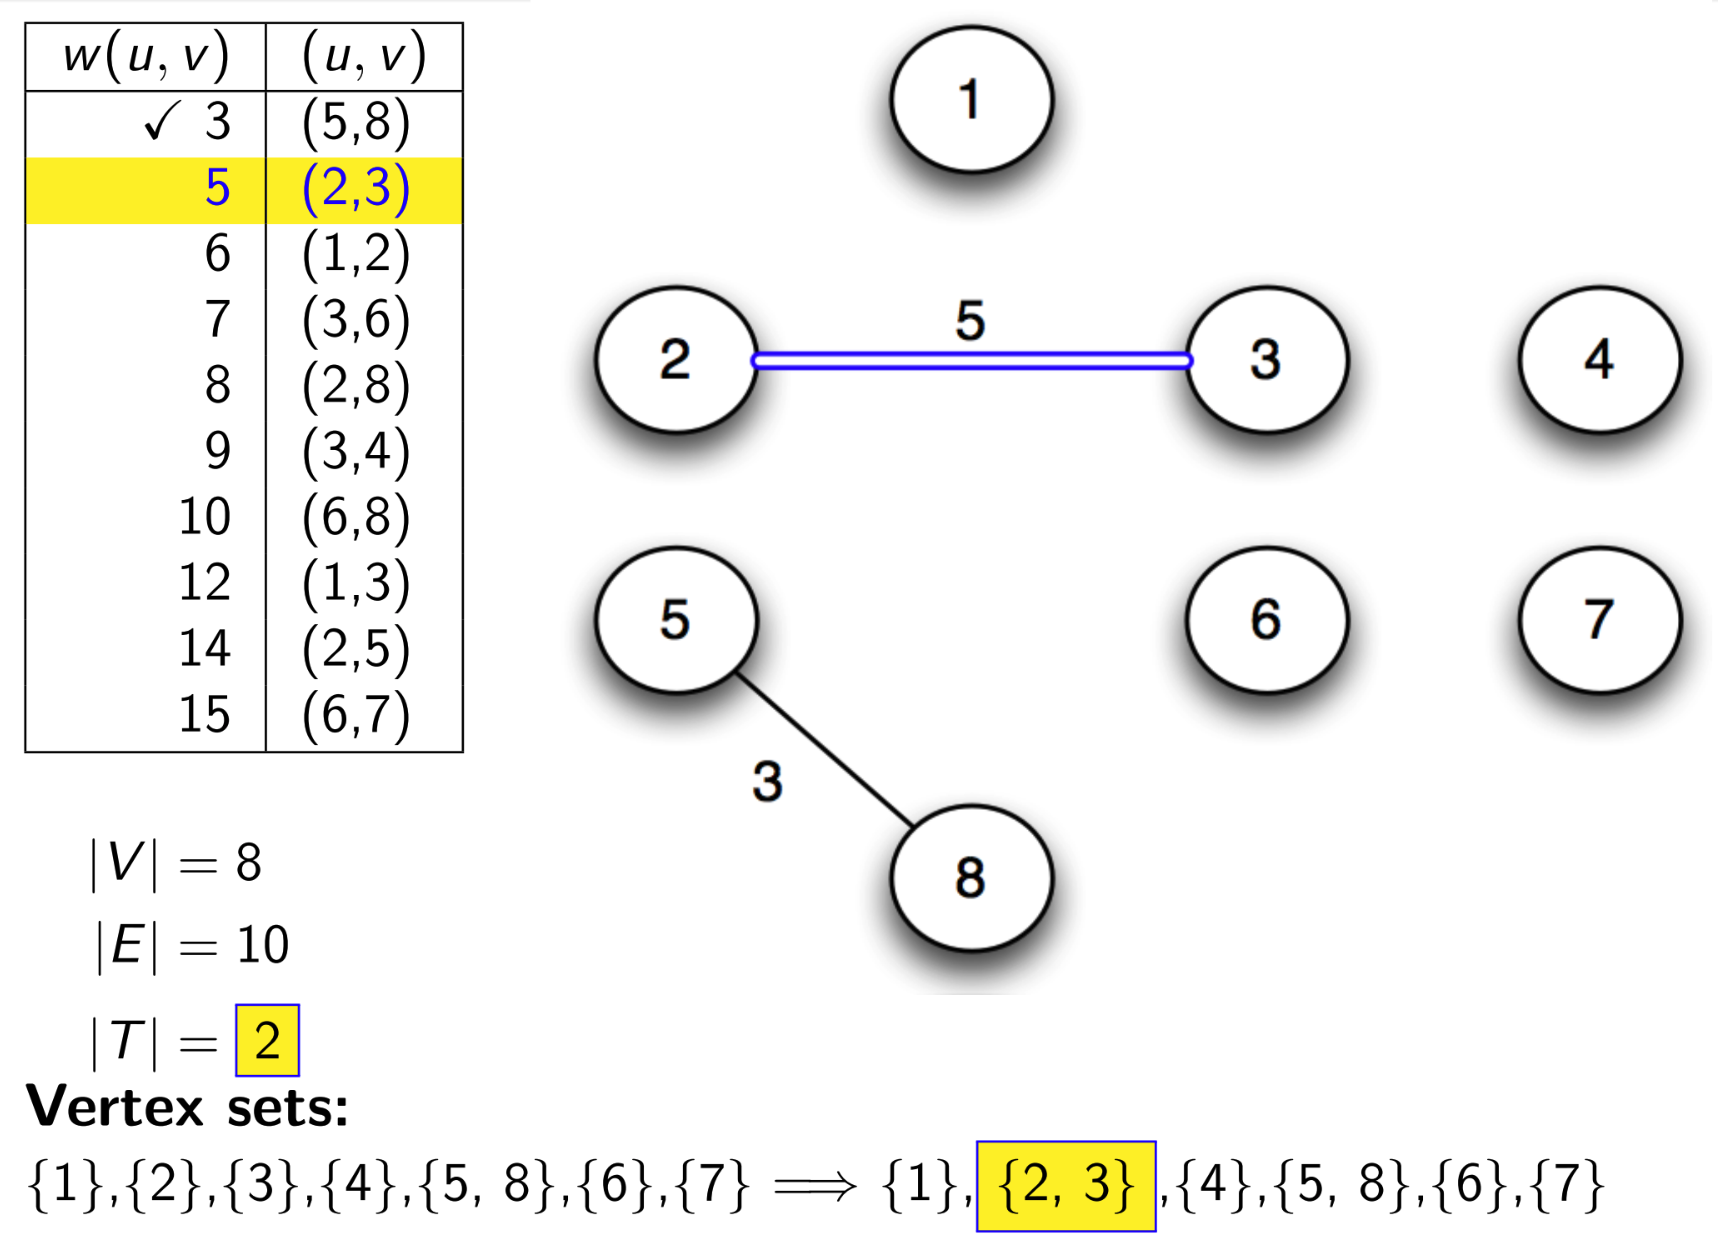 w(u, v) (u, v)
✓ 3 (5,8)
5 (2,3)
6 (1,2)
7 (3,6)
8 (2,8)
9 (3,4)
10 (6,8)
12 (1,3)
14 (2,5)
15 (6,7)
|V| = 8
|E| = 10
|T| = 2
1
5
2
3
4
5
6
7
3
8
Vertex sets:
{1},{2},{3},{4},{5, 8},{6},{7} ⟹ {1}, {2, 3} ,{4},{5, 8},{6},{7}